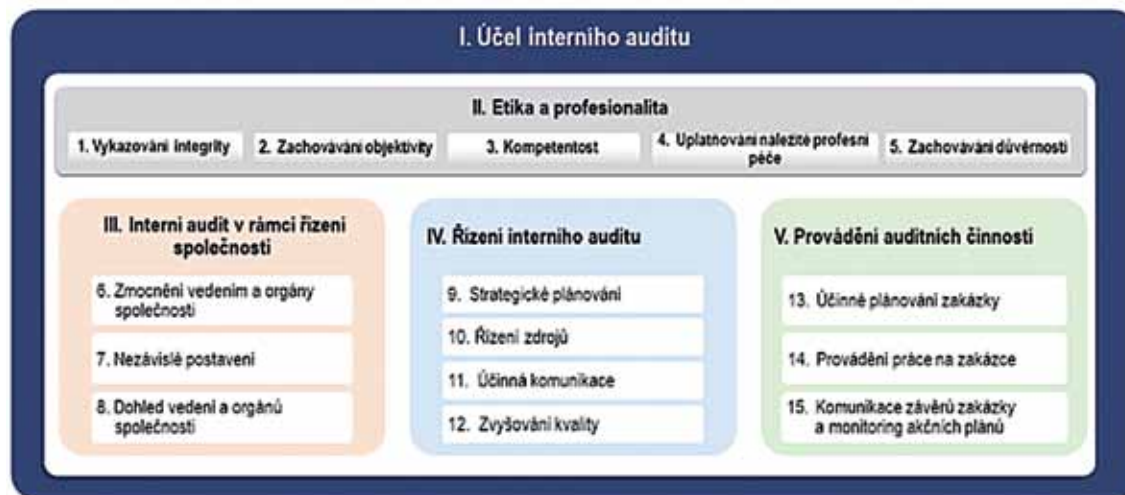 I. Účel interního auditu
II. Etika a profesionalita
1. Vykazování integrity
2. Zachovávání objektivity
3. Kompetentost
4. Uplatňování náležité profesní
péče
5. Zachovávání důvěrnosti
III. Interní audit v rámci řízení
společnosti
6. Zmocnění vedením a orgány
společnosti
7. Nezávislé postavení
8. Dohled vedení a orgánů
společnosti
IV. Řízení interního auditu
9. Strategické plánování
10. Řízení zdrojů
11. Účinná komunikace
12. Zvyšování kvality
V. Provádění auditních činností
13. Účinné plánování zakázky
14. Provádění práce na zakázce
15. Komunikace závěrů zakázky
a monitoring akčních plánů